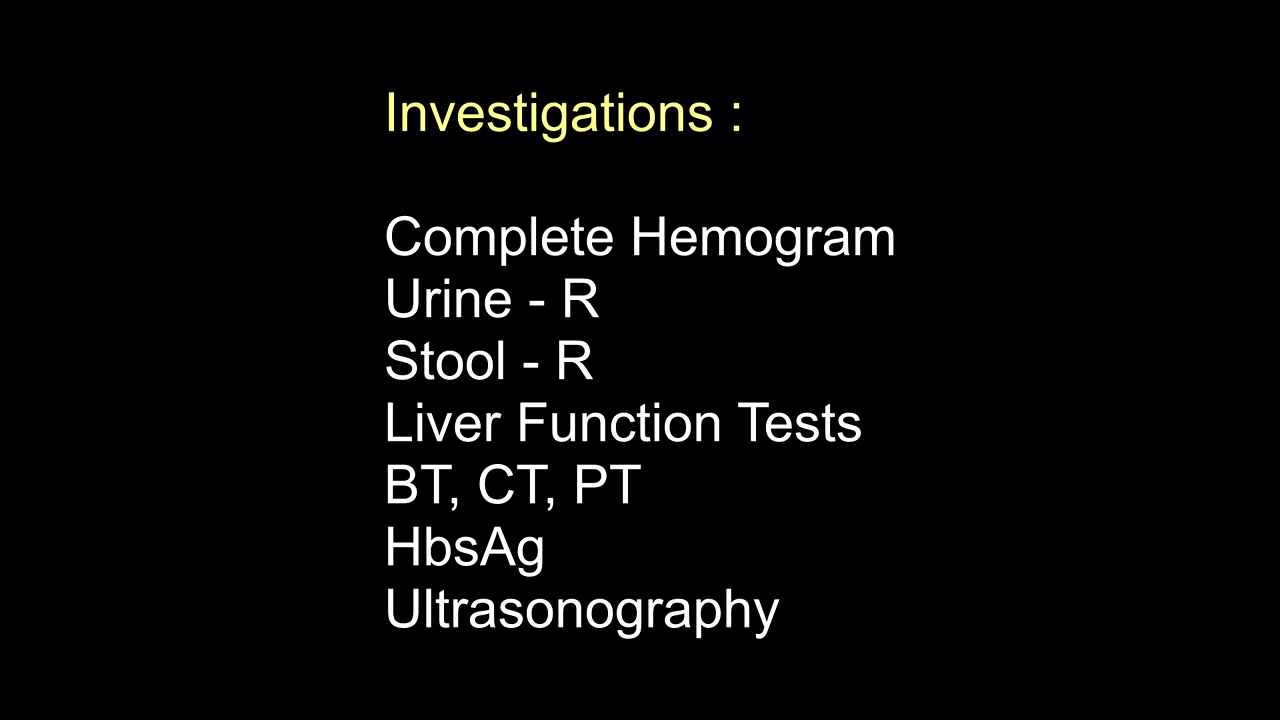 Investigations :
Complete Hemogram
Urine - R
Stool - R
Liver Function Tests
BT, CT, PT
HbsAg
Ultrasonography